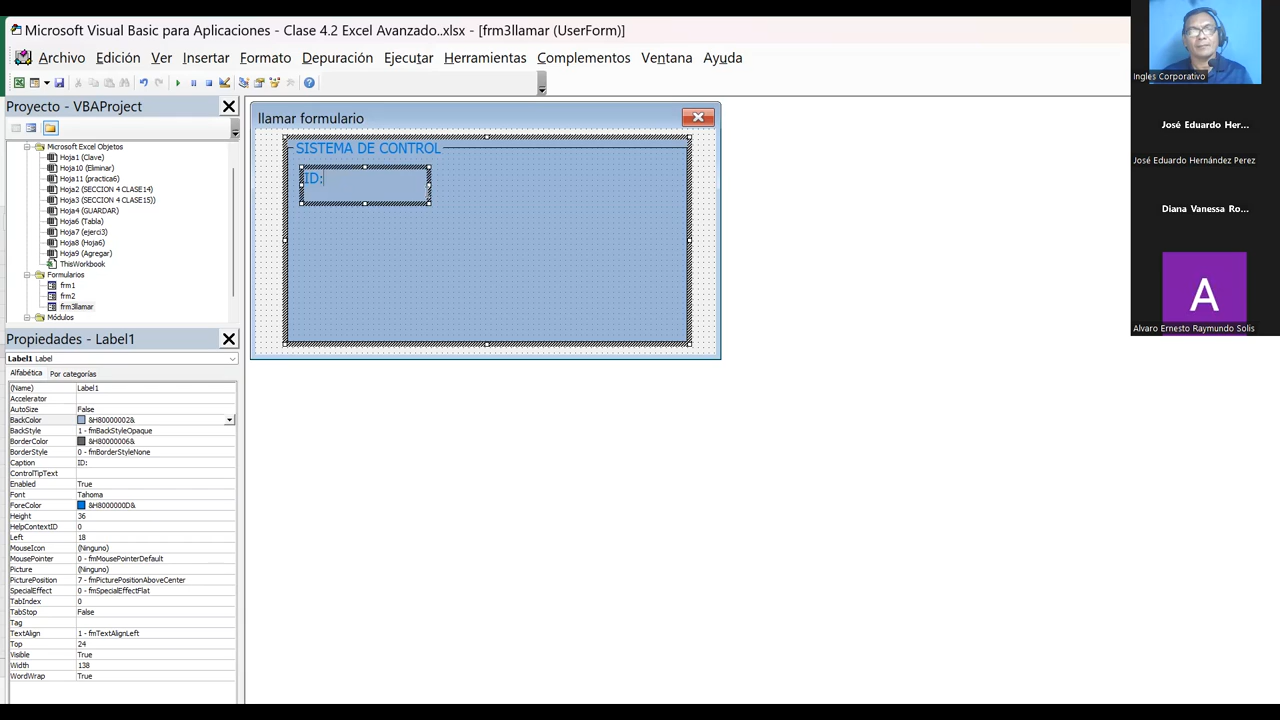 Microsoft Visual Basic para Aplicaciones - Clase 4.2 Excel Avanzado..xlsx - [frm3llamar (UserForm)]
Archivo Edición Ver Insertar Formato Depuración Ejecutar Herramientas Complementos Ventana Ayuda
Proyecto - VBAProject
Microsoft Excel Objetos
Hoja1 (Clave)
Hoja10 (Eliminar)
Hoja11 (practica6)
Hoja2 (SECCION 4 CLASE14)
Hoja3 (SECCION 4 CLASE15))
Hoja4 (GUARDAR)
Hoja6 (Tabla)
Hoja7 (ejerci3)
Hoja8 (Hoja6)
Hoja9 (Agregar)
ThisWorkbook
Formularios
frm1
frm2
frm3llamar
Módulos
Propiedades - Label1
Label1 Label
Alfabética Por categorías
(Name) Label1
Accelerator
AutoSize False
BackColor &H80000002&
BackStyle 1 - fmBackStyleOpaque
BorderColor &H80000006&
BorderStyle 0 - fmBorderStyleNone
Caption ID:
ControlTipText
Enabled True
Font Tahoma
ForeColor &H8000000D&
Height 36
HelpContextID 0
Left 18
MouseIcon (Ninguno)
MousePointer 0 - fmMousePointerDefault
Picture (Ninguno)
PicturePosition 7 - fmPicturePositionAboveCenter
SpecialEffect 0 - fmSpecialEffectFlat
TabIndex 0
TabStop False
Tag
TextAlign 1 - fmTextAlignLeft
Top 24
Visible True
Width 138
WordWrap True
llamar formulario
SISTEMA DE CONTROL
ID:
Ingles Corporativo
José Eduardo Her...
José Eduardo Hernández Perez
Diana Vanessa Ro...
A
Alvaro Ernesto Raymundo Solis